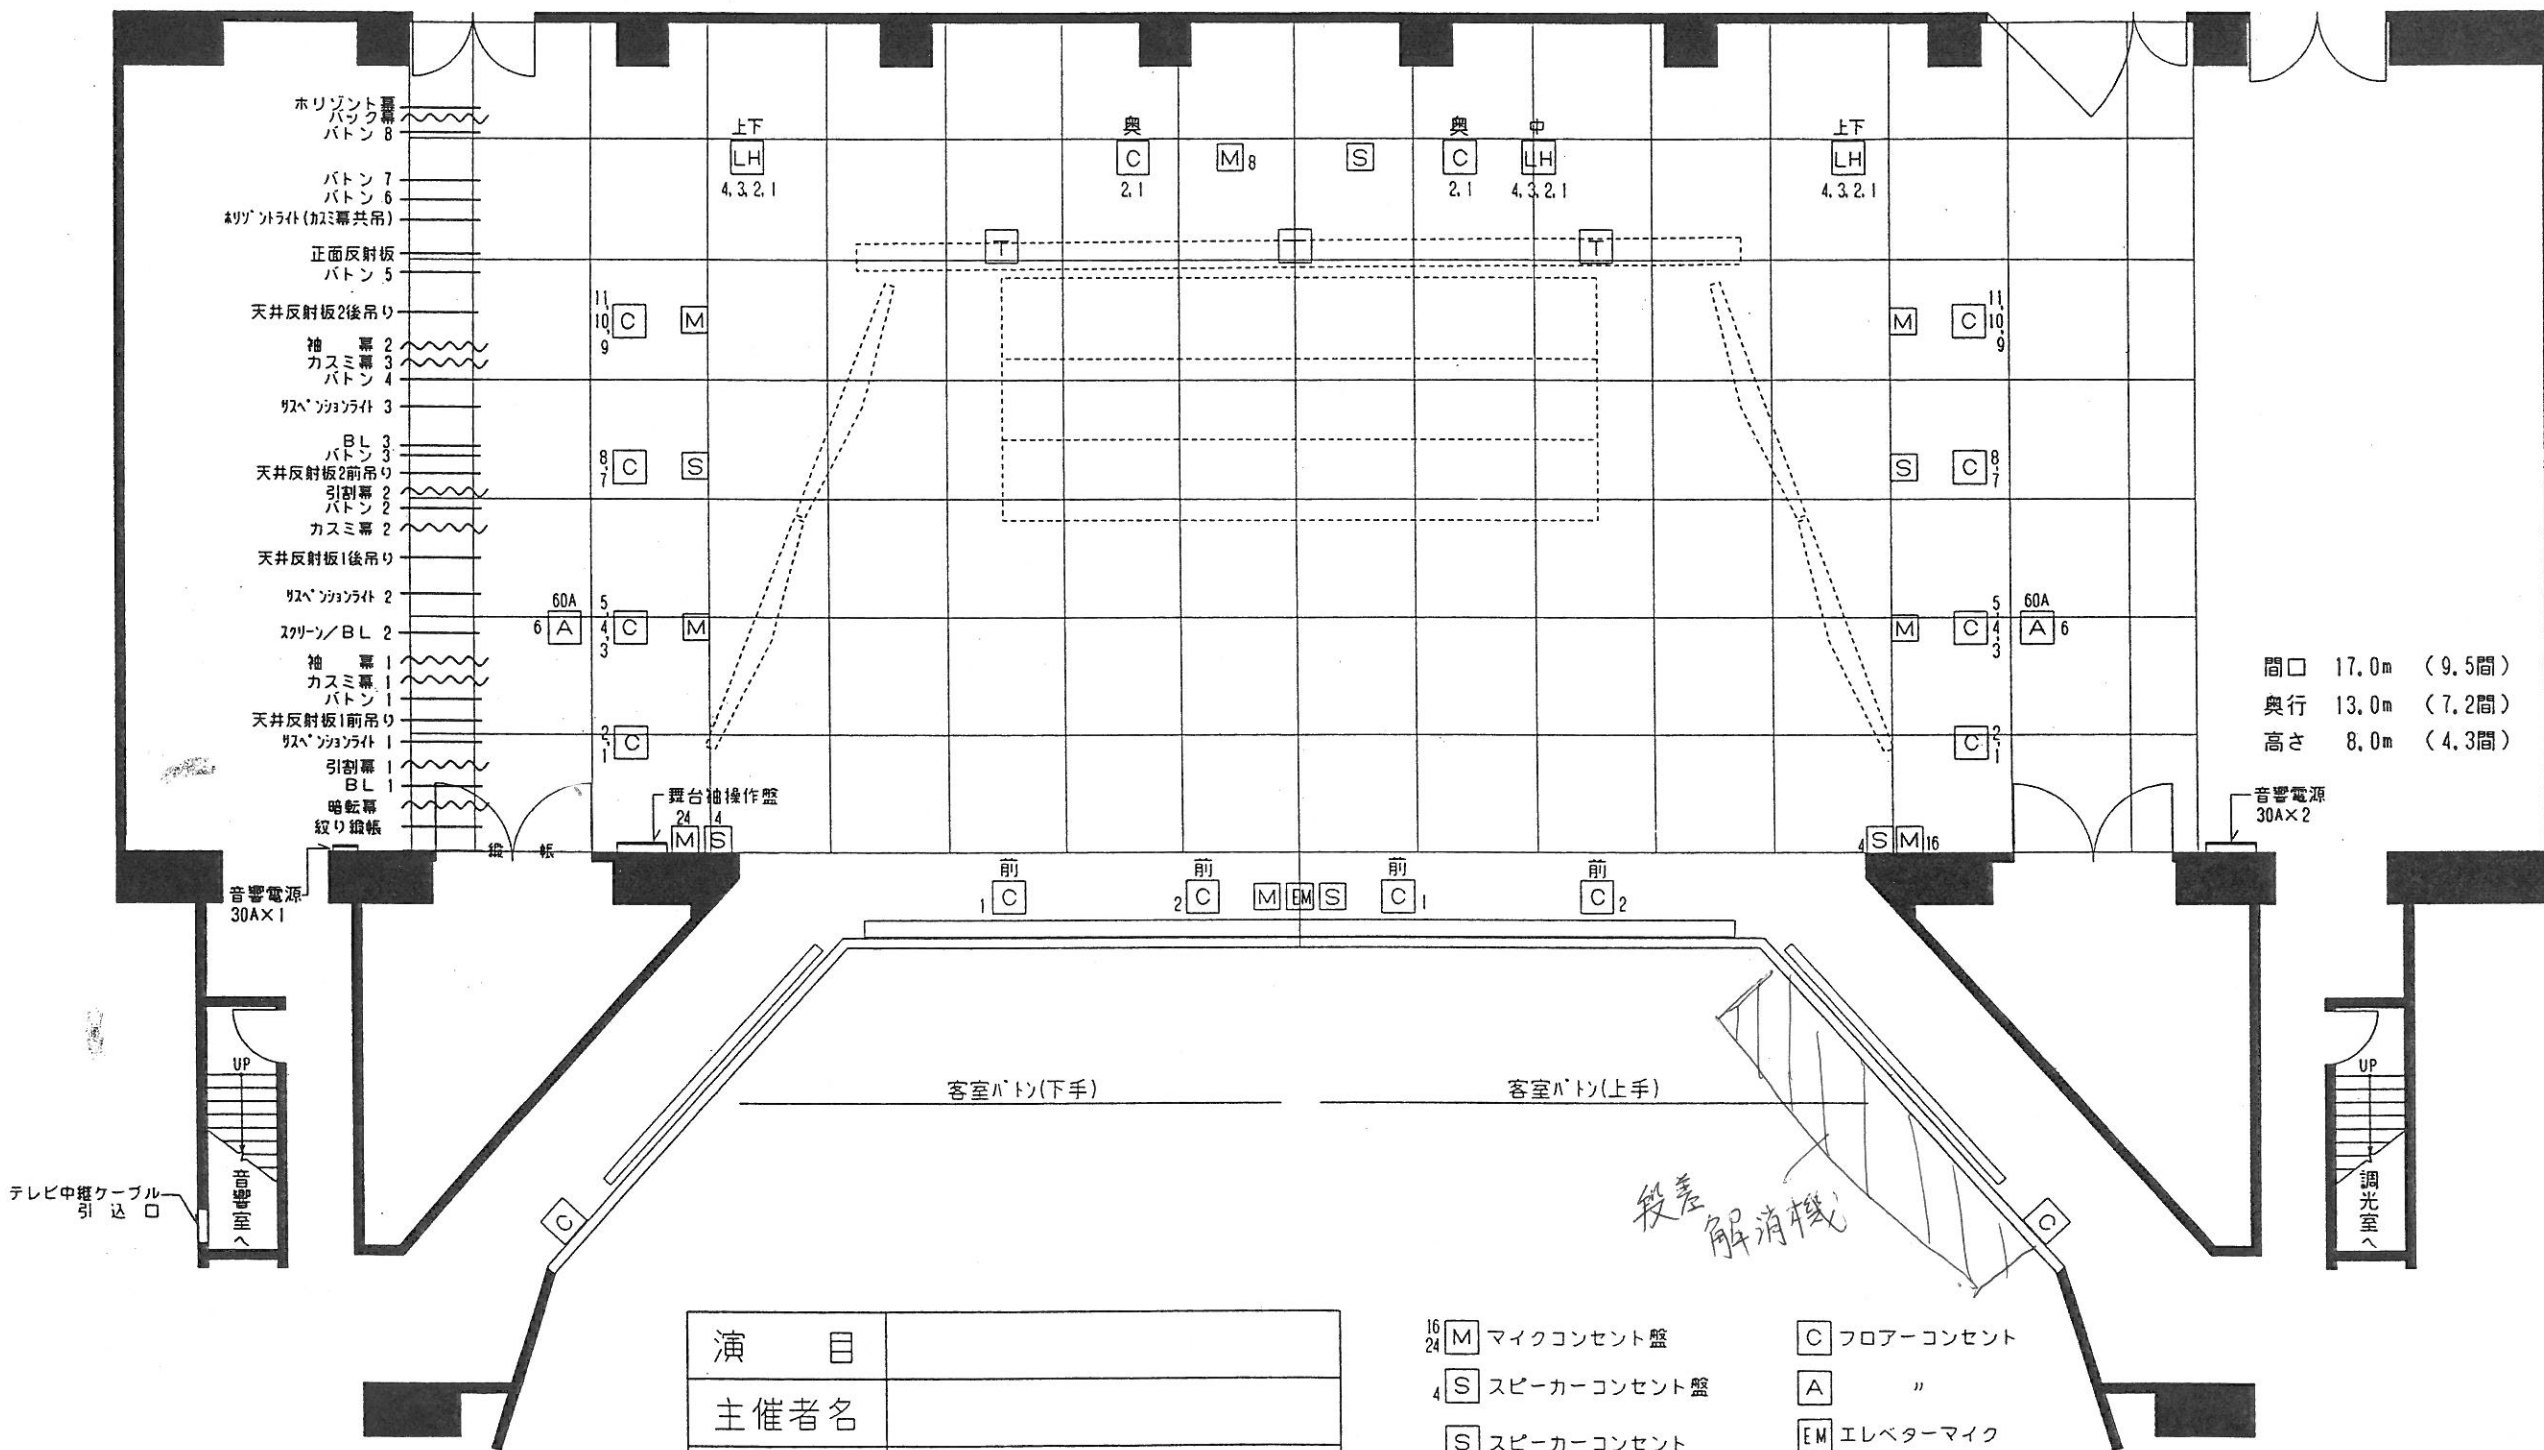 ホリゾント幕
バック幕
バトン 8
バトン 7
バトン 6
ホリゾントライト(カスミ幕共吊)
正面反射板
バトン 5
天井反射板2後吊り
袖 幕 2
カスミ幕 3
バトン 4
サスペンションライト 3
BL 3
バトン 3
天井反射板2前吊り
引割幕 2
バトン 2
カスミ幕 2
天井反射板1後吊り
サスペンションライト 2
スクリーン/BL 2
袖 幕 1
カスミ幕 1
バトン 1
天井反射板1前吊り
サスペンションライト 1
引割幕 1
BL 1
暗転幕
絞り緞帳
緞 帳
上下 奥 奥 中 上下
LH C M 8 S C LH LH
4,3,2,1 2,1 2,1 4,3,2,1 4,3,2,1
T T T
11,10,9 C M M C 11,10,9
8,7 C S S C 8,7
60A 60A
6 A 5,4,3 C M M C 5,4,3 A 6
2,1 C C 2,1
間口 17.0m (9.5間)
奥行 13.0m (7.2間)
高さ 8.0m (4.3間)
舞台袖操作盤
24 4
M S 4 S M 16
音響電源
30A×2
音響電源
30A×1
前 前 前 前
1 C 2 C M EM S C 1 C 2
UP
音響室へ
テレビ中継ケーブル
引込口
客室バトン(下手) 客室バトン(上手)
C C
段差
解消機
UP
調光室へ
演 目
主催者名
16
24 M マイクコンセント盤
4 S スピーカーコンセント盤
S スピーカーコンセント
C フロアーコンセント
A 〃
EM エレベターマイク